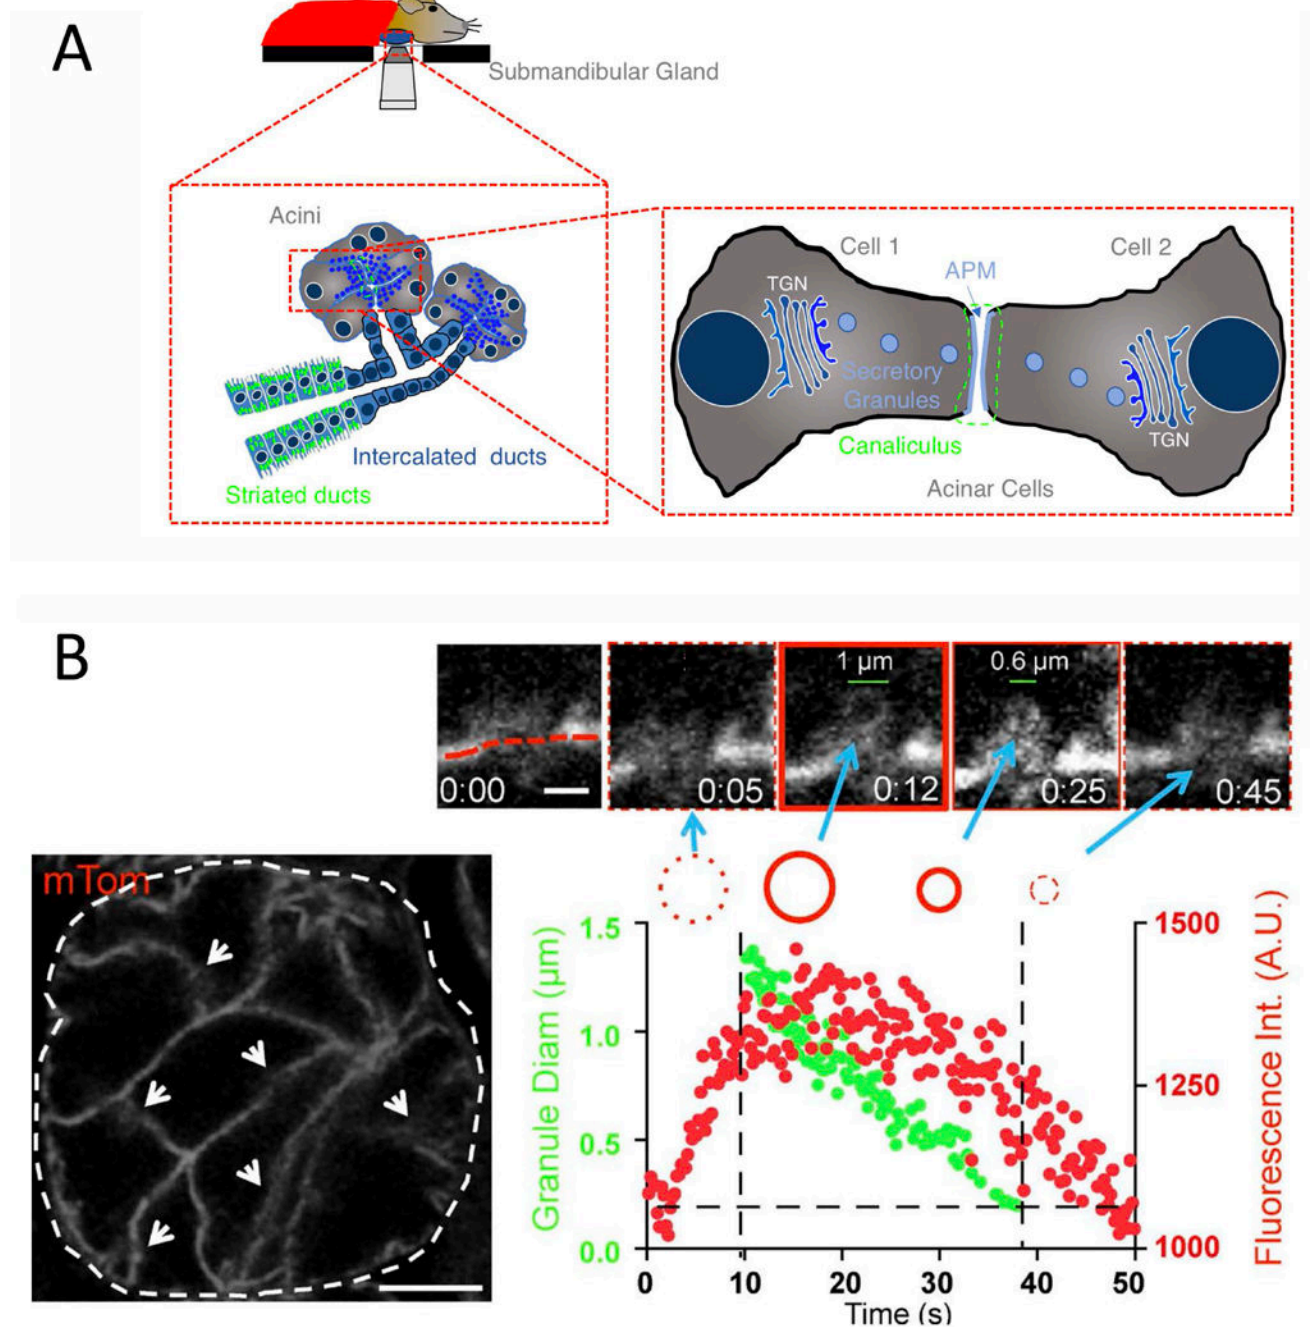 A
Submandibular Gland
Acini
Intercalated ducts
Striated ducts
Cell 1
Cell 2
APM
TGN
Secretory
Granules
TGN
Canaliculus
Acinar Cells
B
0:00
0:05
1 µm
0:12
0.6 µm
0:25
0:45
mTom
Granule Diam (µm)
1.5
1.0
0.5
0.0
1500
1250
1000
Fluorescence Int. (A.U.)
0 10 20 30 40 50
Time (s)